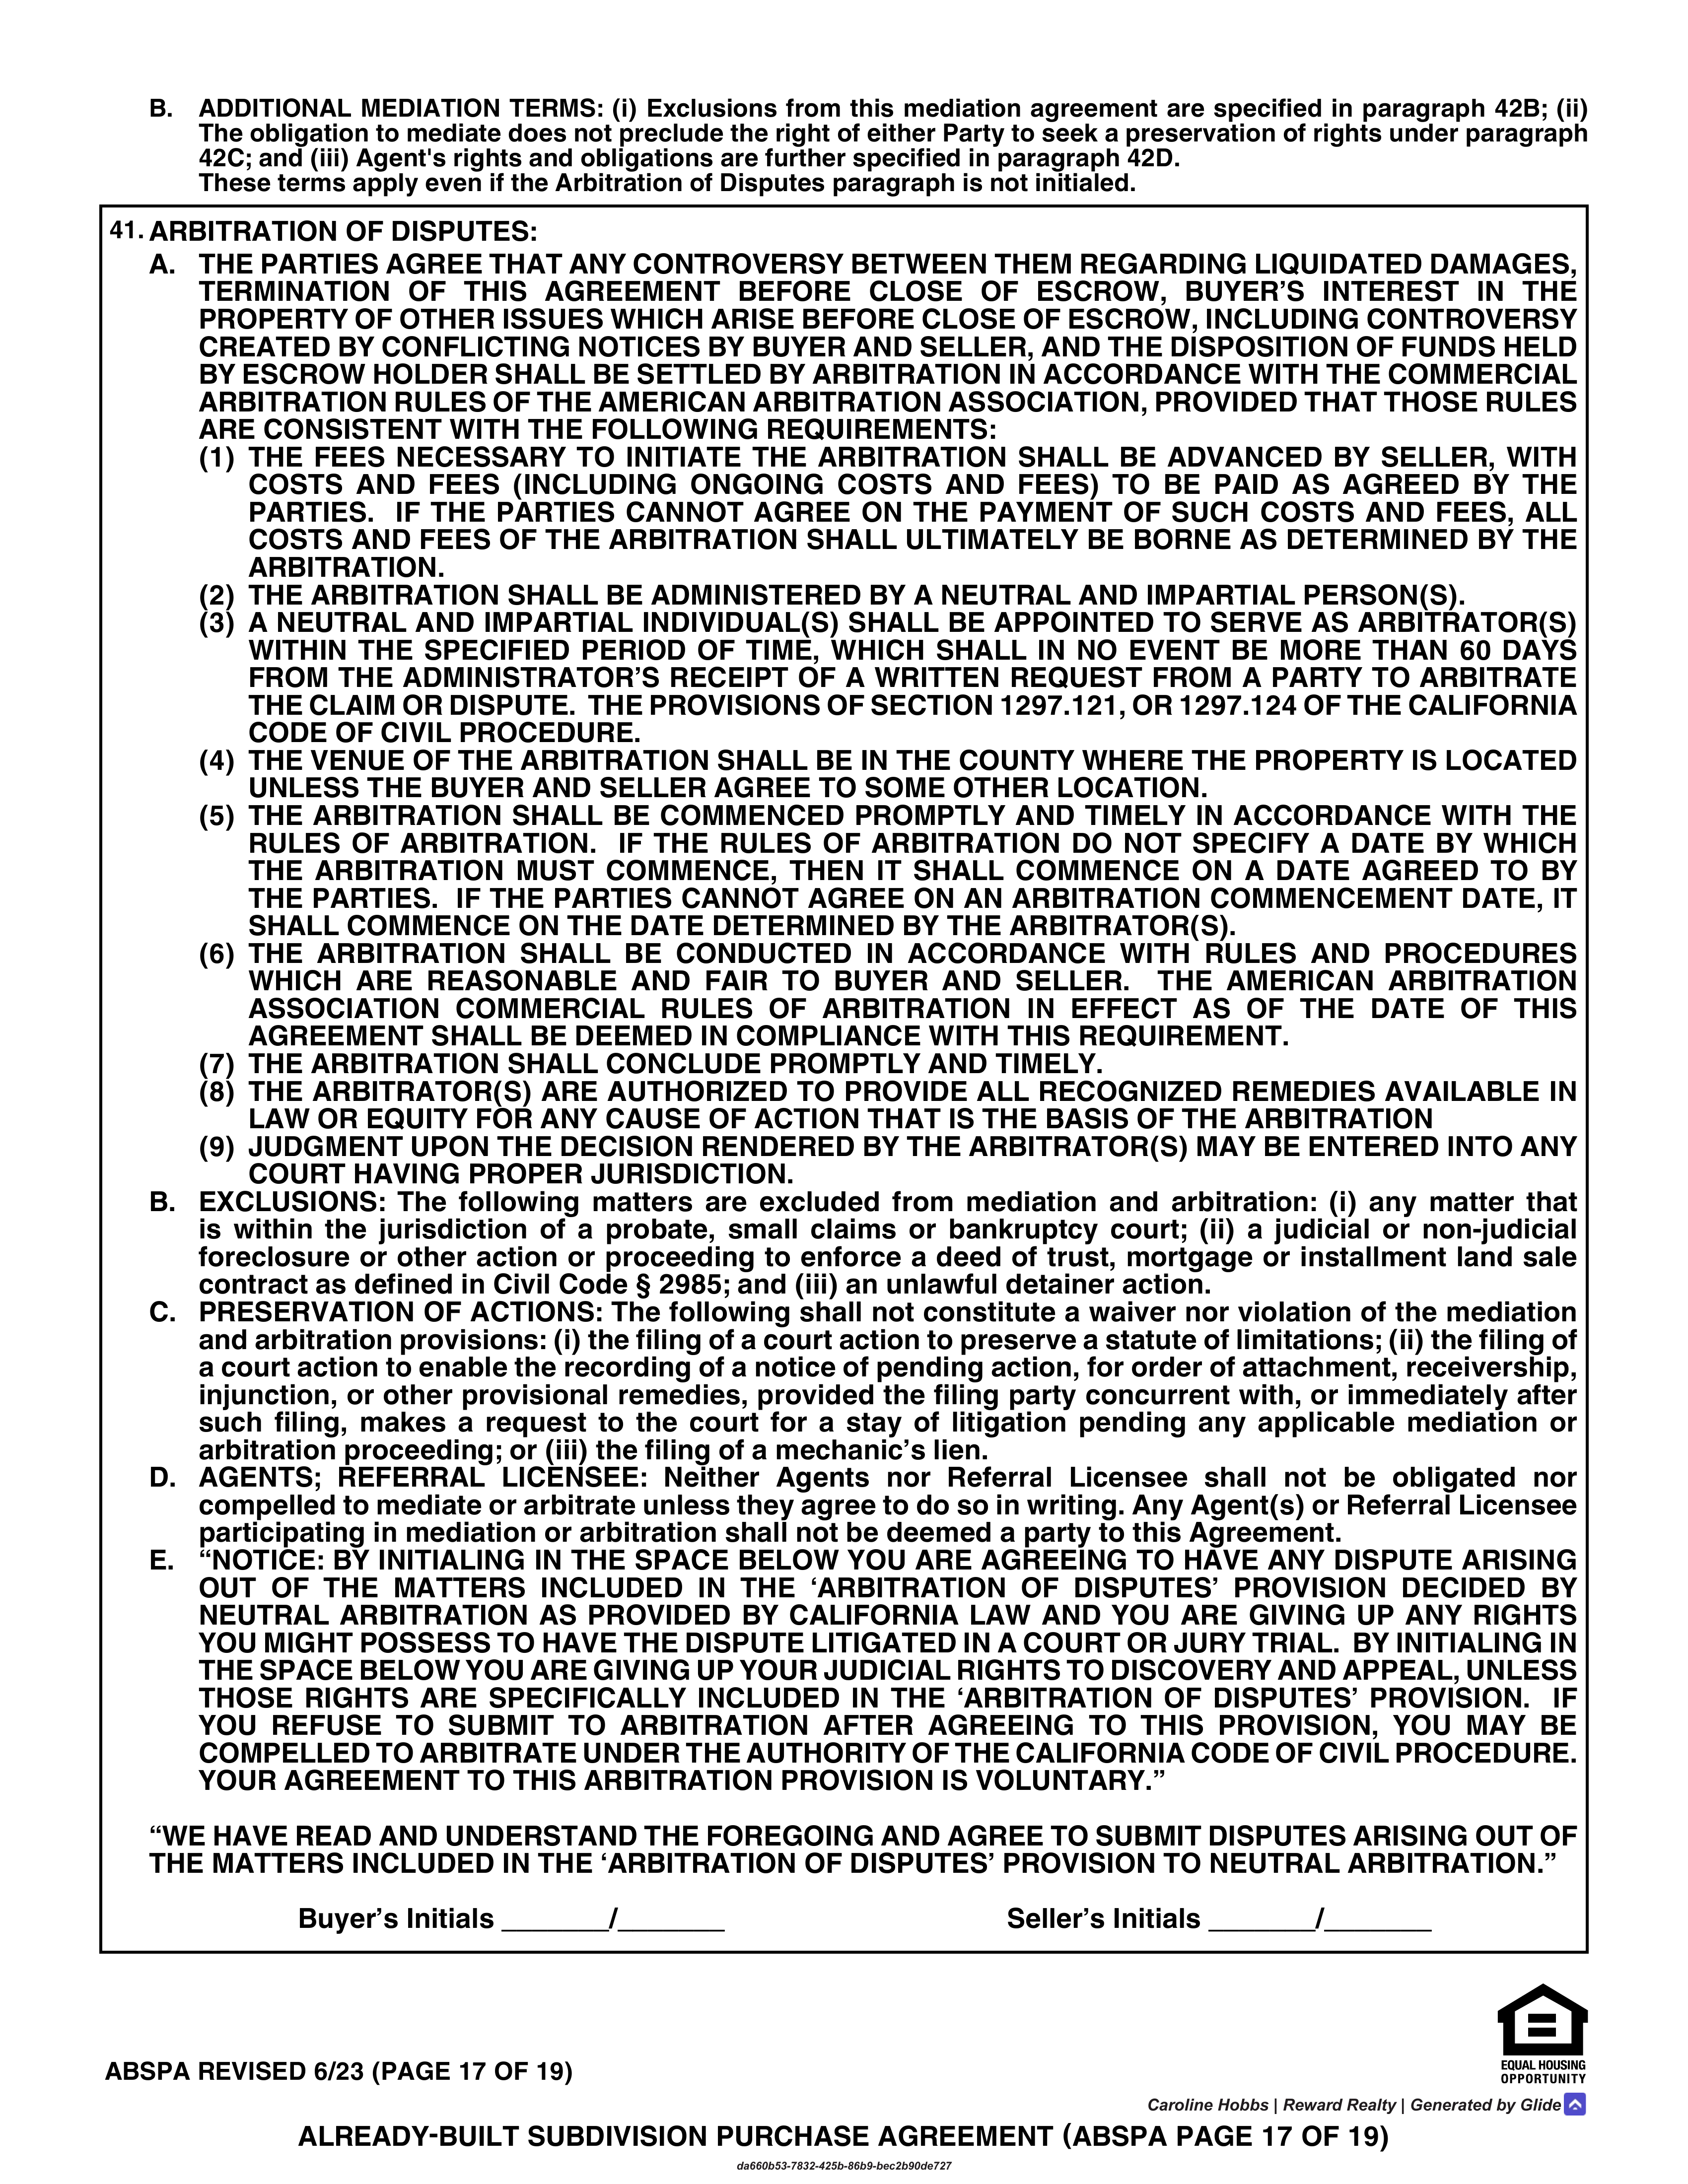 B. ADDITIONAL MEDIATION TERMS: (i) Exclusions from this mediation agreement are specified in paragraph 42B; (ii)
The obligation to mediate does not preclude the right of either Party to seek a preservation of rights under paragraph
42C; and (iii) Agent's rights and obligations are further specified in paragraph 42D.
These terms apply even if the Arbitration of Disputes paragraph is not initialed.
41. ARBITRATION OF DISPUTES:
A. THE PARTIES AGREE THAT ANY CONTROVERSY BETWEEN THEM REGARDING LIQUIDATED DAMAGES,
TERMINATION OF THIS AGREEMENT BEFORE CLOSE OF ESCROW, BUYER’S INTEREST IN THE
PROPERTY OF OTHER ISSUES WHICH ARISE BEFORE CLOSE OF ESCROW, INCLUDING CONTROVERSY
CREATED BY CONFLICTING NOTICES BY BUYER AND SELLER, AND THE DISPOSITION OF FUNDS HELD
BY ESCROW HOLDER SHALL BE SETTLED BY ARBITRATION IN ACCORDANCE WITH THE COMMERCIAL
ARBITRATION RULES OF THE AMERICAN ARBITRATION ASSOCIATION, PROVIDED THAT THOSE RULES
ARE CONSISTENT WITH THE FOLLOWING REQUIREMENTS:
(1) THE FEES NECESSARY TO INITIATE THE ARBITRATION SHALL BE ADVANCED BY SELLER, WITH
COSTS AND FEES (INCLUDING ONGOING COSTS AND FEES) TO BE PAID AS AGREED BY THE
PARTIES. IF THE PARTIES CANNOT AGREE ON THE PAYMENT OF SUCH COSTS AND FEES, ALL
COSTS AND FEES OF THE ARBITRATION SHALL ULTIMATELY BE BORNE AS DETERMINED BY THE
ARBITRATION.
(2) THE ARBITRATION SHALL BE ADMINISTERED BY A NEUTRAL AND IMPARTIAL PERSON(S).
(3) A NEUTRAL AND IMPARTIAL INDIVIDUAL(S) SHALL BE APPOINTED TO SERVE AS ARBITRATOR(S)
WITHIN THE SPECIFIED PERIOD OF TIME, WHICH SHALL IN NO EVENT BE MORE THAN 60 DAYS
FROM THE ADMINISTRATOR’S RECEIPT OF A WRITTEN REQUEST FROM A PARTY TO ARBITRATE
THE CLAIM OR DISPUTE. THE PROVISIONS OF SECTION 1297.121, OR 1297.124 OF THE CALIFORNIA
CODE OF CIVIL PROCEDURE.
(4) THE VENUE OF THE ARBITRATION SHALL BE IN THE COUNTY WHERE THE PROPERTY IS LOCATED
UNLESS THE BUYER AND SELLER AGREE TO SOME OTHER LOCATION.
(5) THE ARBITRATION SHALL BE COMMENCED PROMPTLY AND TIMELY IN ACCORDANCE WITH THE
RULES OF ARBITRATION. IF THE RULES OF ARBITRATION DO NOT SPECIFY A DATE BY WHICH
THE ARBITRATION MUST COMMENCE, THEN IT SHALL COMMENCE ON A DATE AGREED TO BY
THE PARTIES. IF THE PARTIES CANNOT AGREE ON AN ARBITRATION COMMENCEMENT DATE, IT
SHALL COMMENCE ON THE DATE DETERMINED BY THE ARBITRATOR(S).
(6) THE ARBITRATION SHALL BE CONDUCTED IN ACCORDANCE WITH RULES AND PROCEDURES
WHICH ARE REASONABLE AND FAIR TO BUYER AND SELLER. THE AMERICAN ARBITRATION
ASSOCIATION COMMERCIAL RULES OF ARBITRATION IN EFFECT AS OF THE DATE OF THIS
AGREEMENT SHALL BE DEEMED IN COMPLIANCE WITH THIS REQUIREMENT.
(7) THE ARBITRATION SHALL CONCLUDE PROMPTLY AND TIMELY.
(8) THE ARBITRATOR(S) ARE AUTHORIZED TO PROVIDE ALL RECOGNIZED REMEDIES AVAILABLE IN
LAW OR EQUITY FOR ANY CAUSE OF ACTION THAT IS THE BASIS OF THE ARBITRATION
(9) JUDGMENT UPON THE DECISION RENDERED BY THE ARBITRATOR(S) MAY BE ENTERED INTO ANY
COURT HAVING PROPER JURISDICTION.
B. EXCLUSIONS: The following matters are excluded from mediation and arbitration: (i) any matter that
is within the jurisdiction of a probate, small claims or bankruptcy court; (ii) a judicial or non-judicial
foreclosure or other action or proceeding to enforce a deed of trust, mortgage or installment land sale
contract as defined in Civil Code § 2985; and (iii) an unlawful detainer action.
C. PRESERVATION OF ACTIONS: The following shall not constitute a waiver nor violation of the mediation
and arbitration provisions: (i) the filing of a court action to preserve a statute of limitations; (ii) the filing of
a court action to enable the recording of a notice of pending action, for order of attachment, receivership,
injunction, or other provisional remedies, provided the filing party concurrent with, or immediately after
such filing, makes a request to the court for a stay of litigation pending any applicable mediation or
arbitration proceeding; or (iii) the filing of a mechanic’s lien.
D. AGENTS; REFERRAL LICENSEE: Neither Agents nor Referral Licensee shall not be obligated nor
compelled to mediate or arbitrate unless they agree to do so in writing. Any Agent(s) or Referral Licensee
participating in mediation or arbitration shall not be deemed a party to this Agreement.
E. “NOTICE: BY INITIALING IN THE SPACE BELOW YOU ARE AGREEING TO HAVE ANY DISPUTE ARISING
OUT OF THE MATTERS INCLUDED IN THE ‘ARBITRATION OF DISPUTES’ PROVISION DECIDED BY
NEUTRAL ARBITRATION AS PROVIDED BY CALIFORNIA LAW AND YOU ARE GIVING UP ANY RIGHTS
YOU MIGHT POSSESS TO HAVE THE DISPUTE LITIGATED IN A COURT OR JURY TRIAL. BY INITIALING IN
THE SPACE BELOW YOU ARE GIVING UP YOUR JUDICIAL RIGHTS TO DISCOVERY AND APPEAL, UNLESS
THOSE RIGHTS ARE SPECIFICALLY INCLUDED IN THE ‘ARBITRATION OF DISPUTES’ PROVISION. IF
YOU REFUSE TO SUBMIT TO ARBITRATION AFTER AGREEING TO THIS PROVISION, YOU MAY BE
COMPELLED TO ARBITRATE UNDER THE AUTHORITY OF THE CALIFORNIA CODE OF CIVIL PROCEDURE.
YOUR AGREEMENT TO THIS ARBITRATION PROVISION IS VOLUNTARY.”
“WE HAVE READ AND UNDERSTAND THE FOREGOING AND AGREE TO SUBMIT DISPUTES ARISING OUT OF
THE MATTERS INCLUDED IN THE ‘ARBITRATION OF DISPUTES’ PROVISION TO NEUTRAL ARBITRATION.”
Buyer’s Initials _______/_______ Seller’s Initials _______/_______
EQUAL HOUSING
OPPORTUNITY
ABSPA REVISED 6/23 (PAGE 17 OF 19)
Caroline Hobbs | Reward Realty | Generated by Glide
ALREADY-BUILT SUBDIVISION PURCHASE AGREEMENT (ABSPA PAGE 17 OF 19)
da660b53-7832-425b-86b9-bec2b90de727